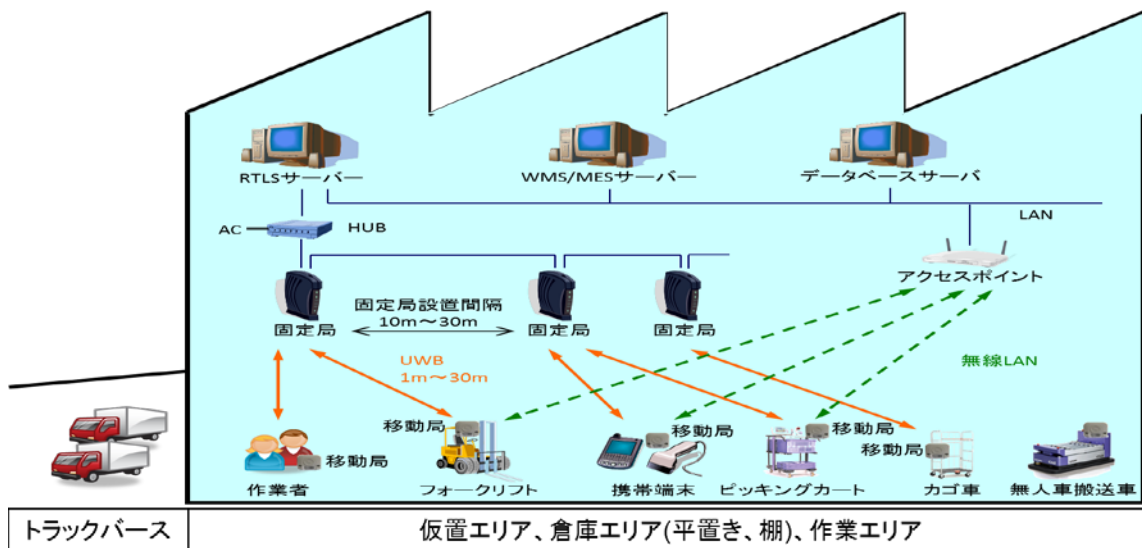 RTLSサーバー
WMS/MESサーバー
データベースサーバ
LAN
AC
HUB
アクセスポイント
固定局設置間隔
10m～30m
固定局
固定局
固定局
UWB
1m～30m
無線LAN
移動局
移動局
移動局
移動局
移動局
作業者
フォークリフト
携帯端末
ピッキングカート
カゴ車
無人車搬送車
トラックバース
仮置エリア、倉庫エリア(平置き、棚)、作業エリア